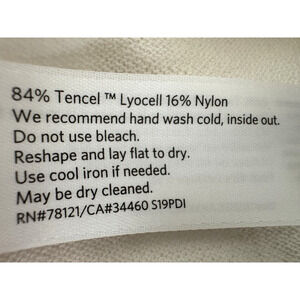 84% Tencel ™ Lyocell 16% Nylon
We recommend hand wash cold, inside out.
Do not use bleach.
Reshape and lay flat to dry.
Use cool iron if needed.
May be dry cleaned.
RN#78121/CA#34460 S19PDI